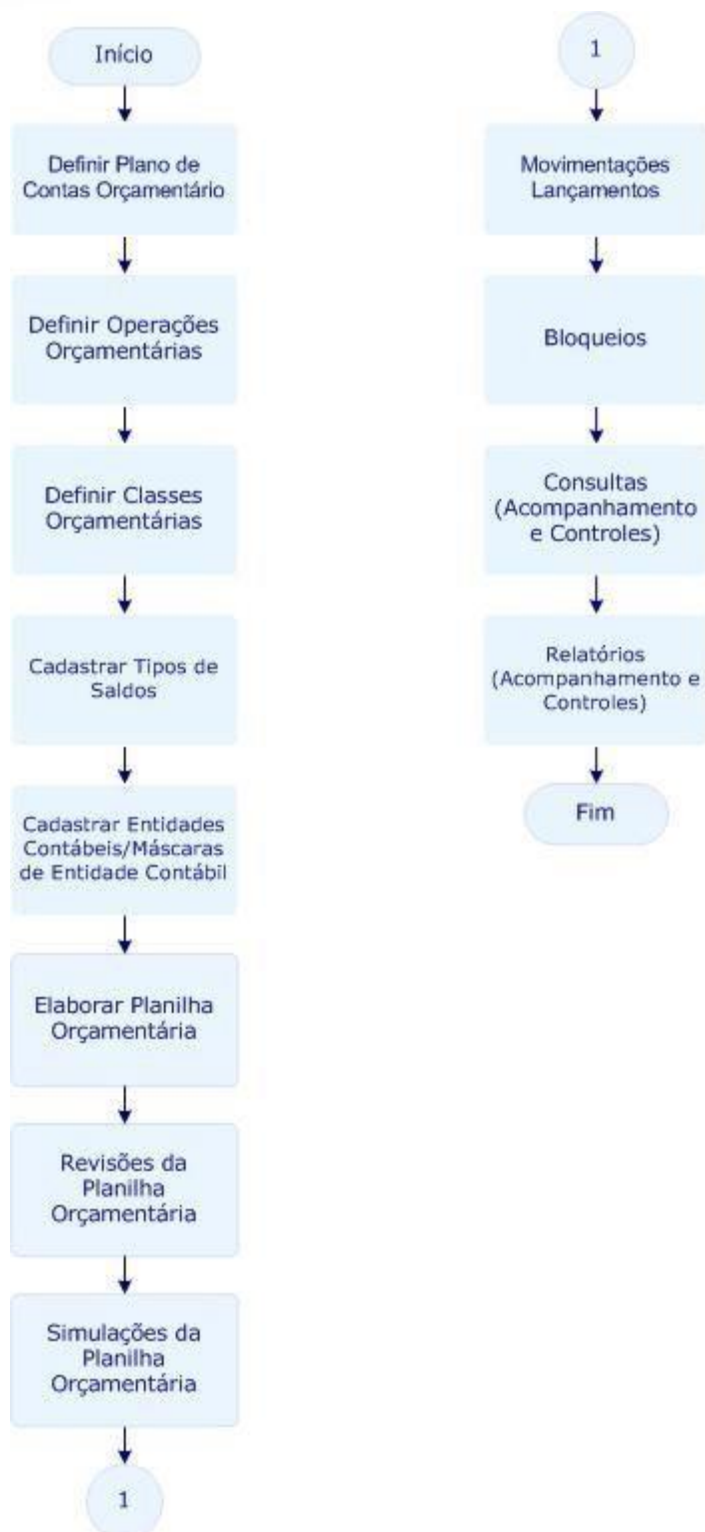 Início
Definir Plano de
Contas Orçamentário
Definir Operações
Orçamentárias
Definir Classes
Orçamentárias
Cadastrar Tipos de
Saldos
Cadastrar Entidades
Contábeis/Máscaras
de Entidade Contábil
Elaborar Planilha
Orçamentária
Revisões da
Planilha
Orçamentária
Simulações da
Planilha
Orçamentária
1
1
Movimentações
Lançamentos
Bloqueios
Consultas
(Acompanhamento
e Controles)
Relatórios
(Acompanhamento e
Controles)
Fim